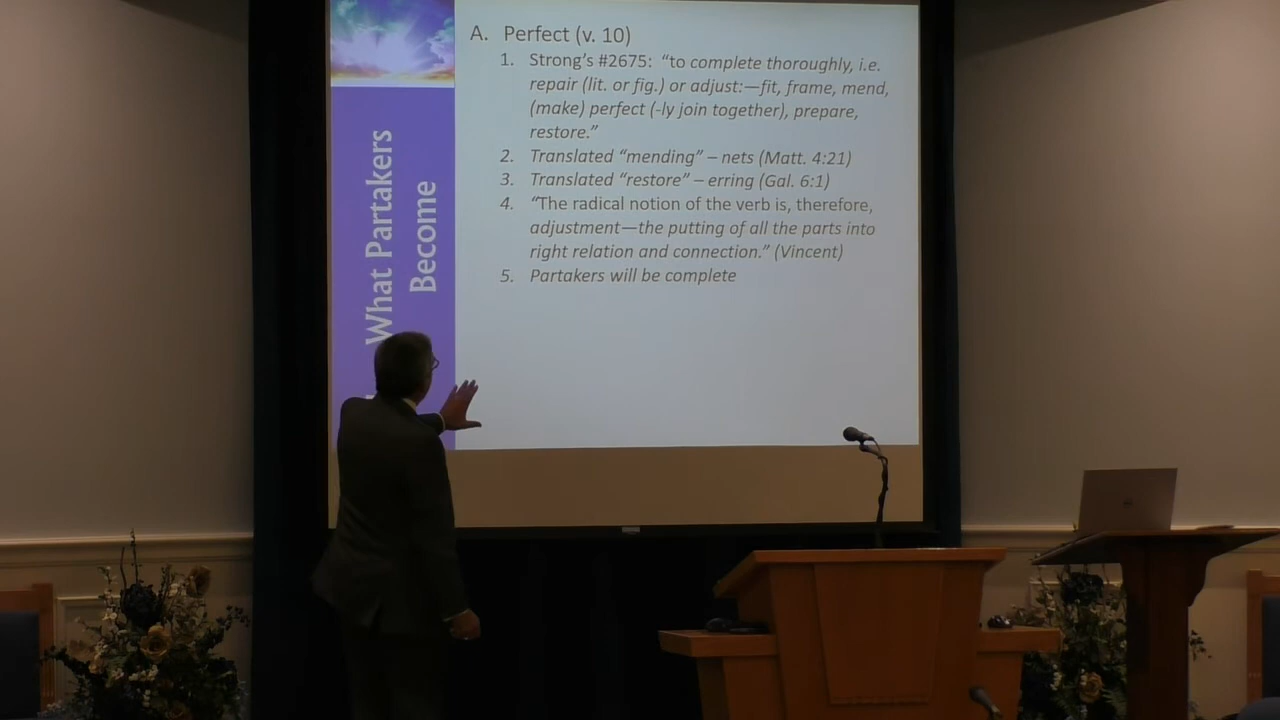 What Partakers
Become
A. Perfect (v. 10)
1. Strong's #2675: "to complete thoroughly, i.e.
repair (lit. or fig.) or adjust:—fit, frame, mend,
(make) perfect (-ly join together), prepare,
restore."
2. Translated "mending" – nets (Matt. 4:21)
3. Translated "restore" – erring (Gal. 6:1)
4. "The radical notion of the verb is, therefore,
adjustment—the putting of all the parts into
right relation and connection." (Vincent)
5. Partakers will be complete